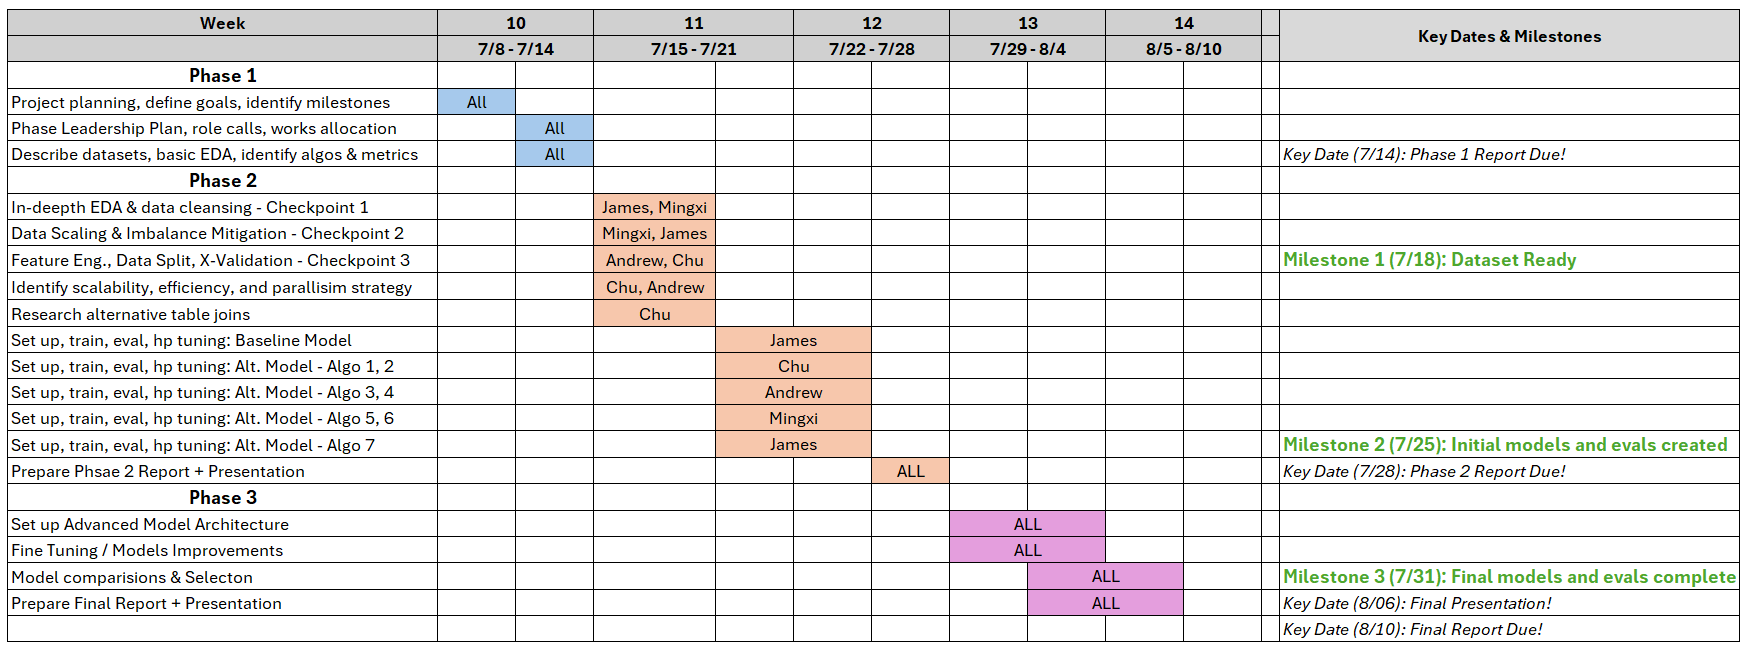 Week 10 11 12 13 14 Key Dates & Milestones
7/8 - 7/14 7/15 - 7/21 7/22 - 7/28 7/29 - 8/4 8/5 - 8/10
Phase 1
Project planning, define goals, identify milestones All
Phase Leadership Plan, role calls, works allocation All
Describe datasets, basic EDA, identify algos & metrics All Key Date (7/14): Phase 1 Report Due!
Phase 2
In-deepth EDA & data cleansing - Checkpoint 1 James, Mingxi
Data Scaling & Imbalance Mitigation - Checkpoint 2 Mingxi, James
Feature Eng., Data Split, X-Validation - Checkpoint 3 Andrew, Chu Milestone 1 (7/18): Dataset Ready
Identify scalability, efficiency, and parallisim strategy Chu, Andrew
Research alternative table joins Chu
Set up, train, eval, hp tuning: Baseline Model James
Set up, train, eval, hp tuning: Alt. Model - Algo 1, 2 Chu
Set up, train, eval, hp tuning: Alt. Model - Algo 3, 4 Andrew
Set up, train, eval, hp tuning: Alt. Model - Algo 5, 6 Mingxi
Set up, train, eval, hp tuning: Alt. Model - Algo 7 James Milestone 2 (7/25): Initial models and evals created
Prepare Phsae 2 Report + Presentation ALL Key Date (7/28): Phase 2 Report Due!
Phase 3
Set up Advanced Model Architecture ALL
Fine Tuning / Models Improvements ALL
Model comparisions & Selecton ALL Milestone 3 (7/31): Final models and evals complete
Prepare Final Report + Presentation ALL Key Date (8/06): Final Presentation!
Key Date (8/10): Final Report Due!